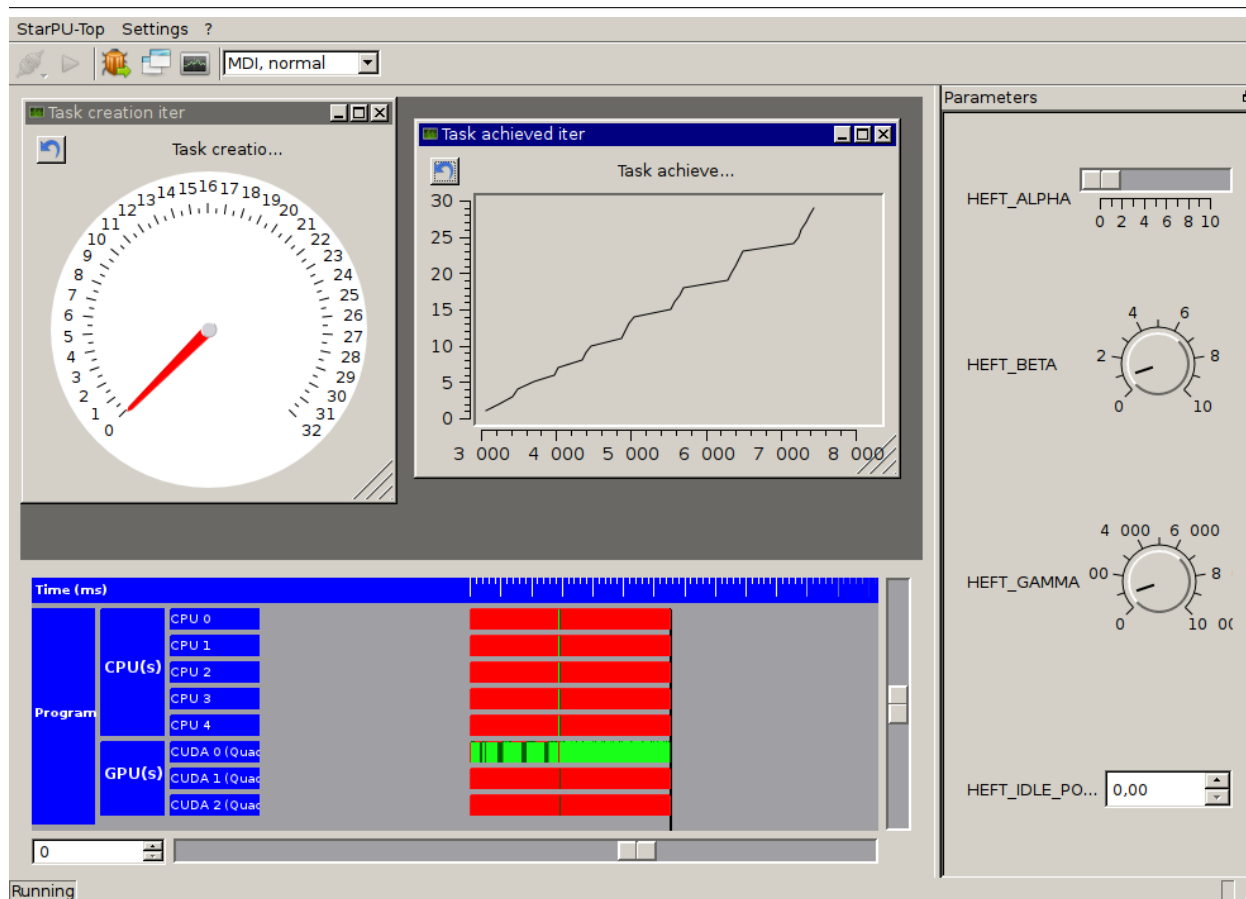 StarPU-Top Settings ?
MDI, normal
Task creation iter
Task creatio...
0 1 2 3 4 5 6 7 8 9 10 11 12 13 14 15 16 17 18 19 20 21 22 23 24 25 26 27 28 29 30 31 32
Task achieved iter
Task achieve...
30
25
20
15
10
5
0
3 000 4 000 5 000 6 000 7 000 8 000
Parameters
HEFT_ALPHA
0 2 4 6 8 10
HEFT_BETA
0 2 4 6 8 10
HEFT_GAMMA
0 00 4 000 6 000 8 10 00
HEFT_IDLE_PO... 0,00
Time (ms)
Program
CPU(s)
CPU 0
CPU 1
CPU 2
CPU 3
CPU 4
GPU(s)
CUDA 0 (Quad
CUDA 1 (Quad
CUDA 2 (Quad
0
Running